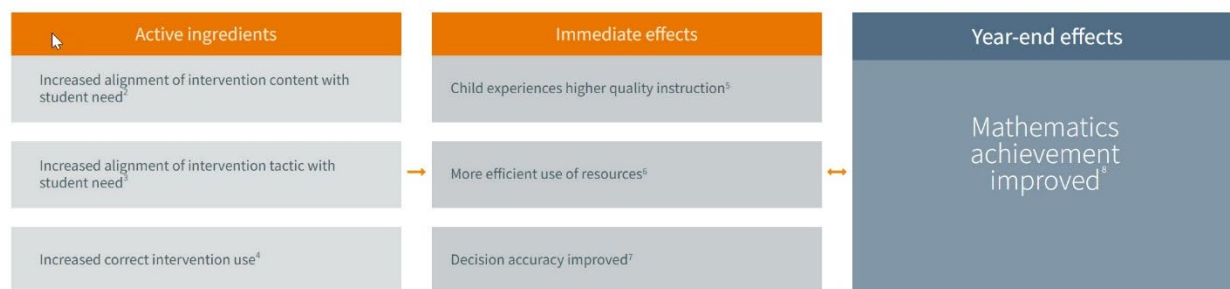 Active ingredients
Increased alignment of intervention content with
student need²
Increased alignment of intervention tactic with
student need³
Increased correct intervention use⁴
Immediate effects
Child experiences higher quality instruction⁵
More efficient use of resources⁶
Decision accuracy improved⁷
Year-end effects
Mathematics
achievement
improved⁸